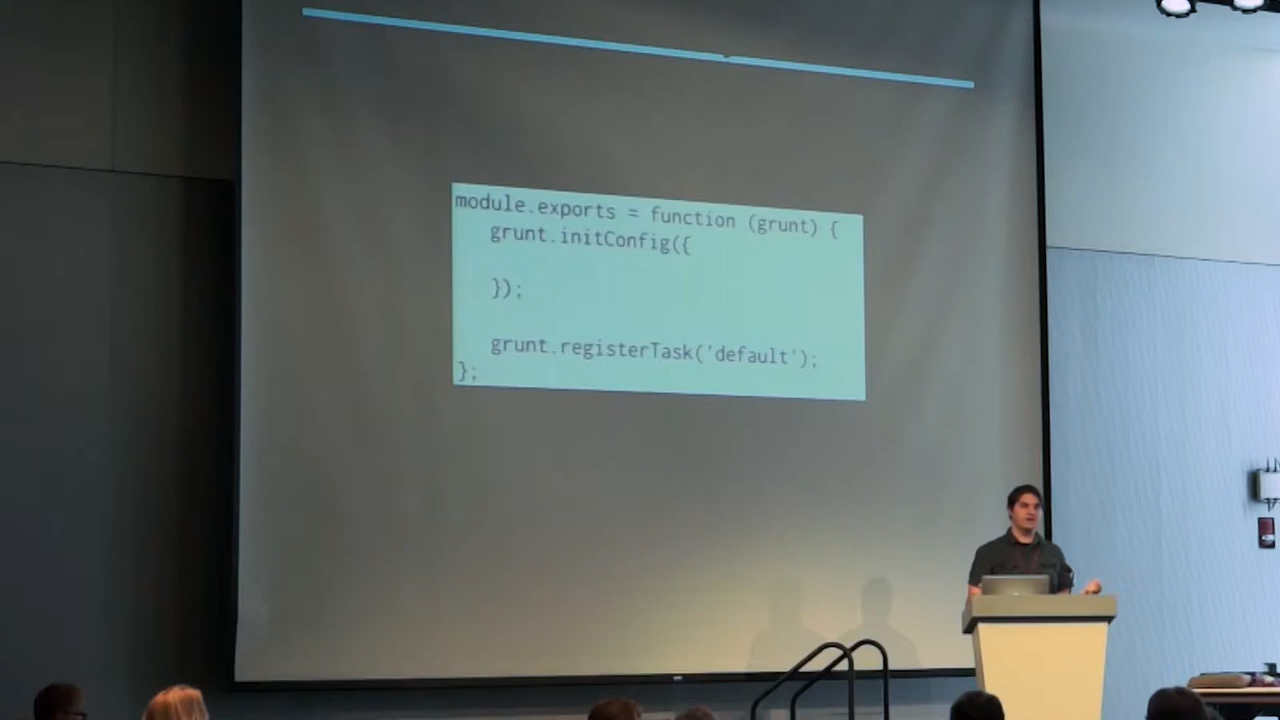 module.exports = function (grunt) {
grunt.initConfig({
});
grunt.registerTask('default');
};